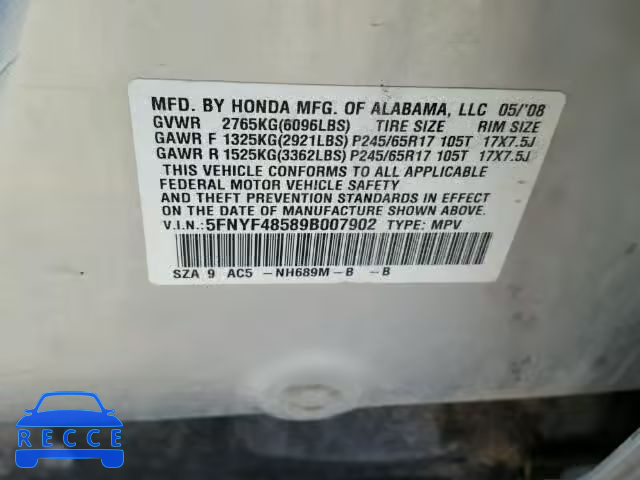 MFD. BY HONDA MFG. OF ALABAMA, LLC 05/'08
GVWR 2765KG(6096LBS) TIRE SIZE RIM SIZE
GAWR F 1325KG(2921LBS) P245/65R17 105T 17X7.5J
GAWR R 1525KG(3362LBS) P245/65R17 105T 17X7.5J
THIS VEHICLE CONFORMS TO ALL APPLICABLE
FEDERAL MOTOR VEHICLE SAFETY
AND THEFT PREVENTION STANDARDS IN EFFECT
ON THE DATE OF MANUFACTURE SHOWN ABOVE.
V.I.N.:5FNYF48589B007902 TYPE: MPV
SZA 9 AC5 -NH689M-B -B
RECCE